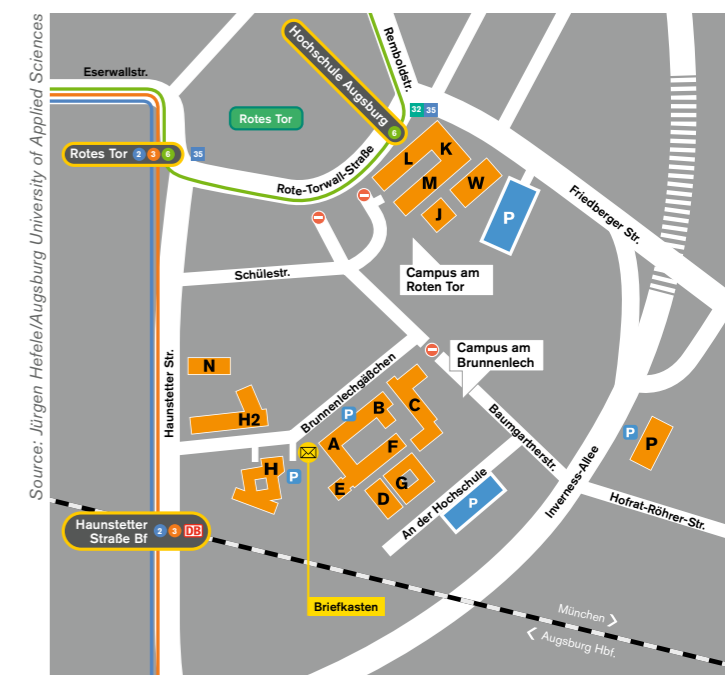 Source: Jürgen Hefele/Augsburg University of Applied Sciences
Eserwallstr.
Remboldstr.
Hochschule Augsburg 6
32 35
Rotes Tor
Rotes Tor 2 3 6
35
Rote-Torwall-Straße
L
K
M
W
J
P
Friedberger Str.
Campus am
Roten Tor
Schülestr.
Haunstetter Str.
N
H2
Brunnenlechgäßchen
Campus am
Brunnenlech
P
B
C
A
F
H
P
E
D
G
Baumgartnerstr.
An der Hochschule
P
P
P
Inverness-Allee
Hofrat-Röhrer-Str.
Haunstetter
Straße Bf
2 3 DB
Briefkasten
München
Augsburg Hbf.